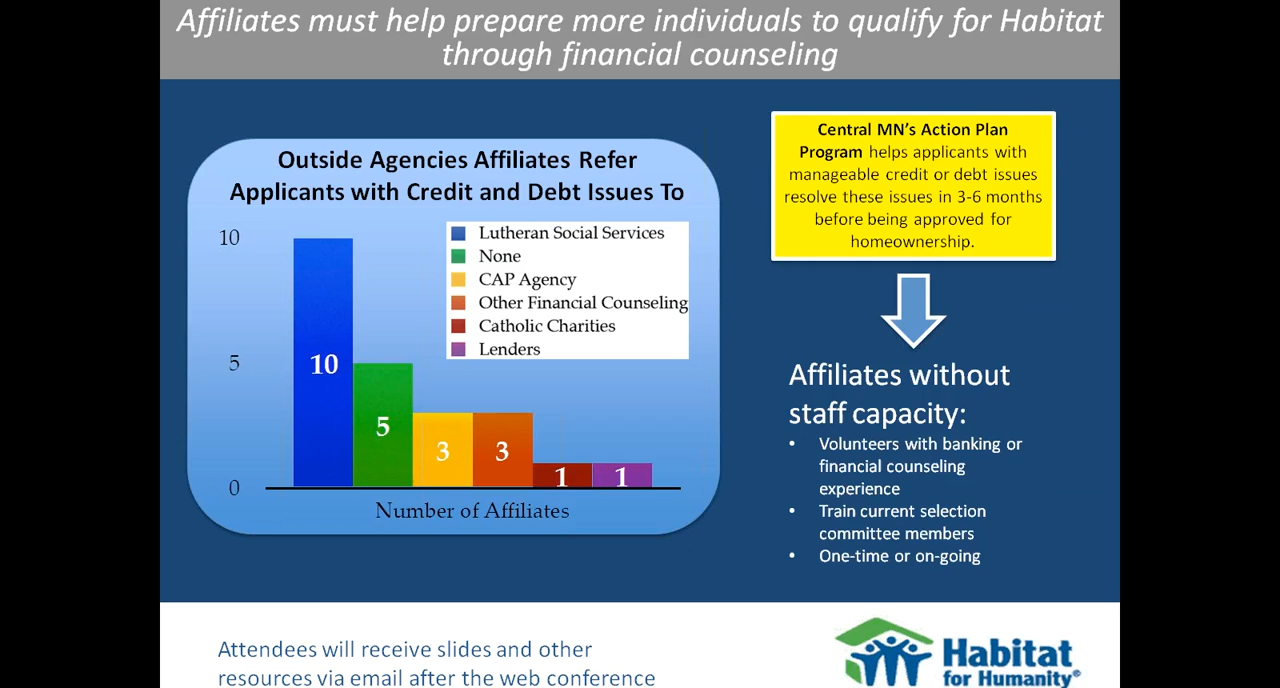 Affiliates must help prepare more individuals to qualify for Habitat
through financial counseling
Outside Agencies Affiliates Refer
Applicants with Credit and Debt Issues To
Lutheran Social Services
None
CAP Agency
Other Financial Counseling
Catholic Charities
Lenders
10
5
0
10
5
3
3
1
1
Number of Affiliates
Central MN's Action Plan
Program helps applicants with
manageable credit or debt issues
resolve these issues in 3-6 months
before being approved for
homeownership.
Affiliates without
staff capacity:
• Volunteers with banking or
financial counseling
experience
• Train current selection
committee members
• One-time or on-going
Attendees will receive slides and other
resources via email after the web conference
Habitat
for Humanity®